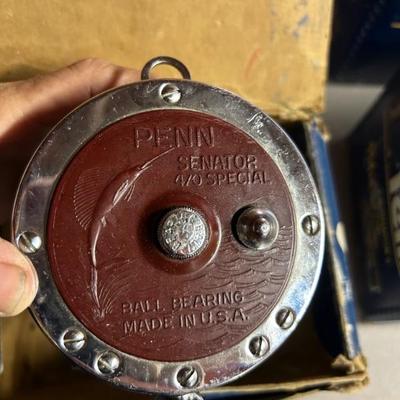 PENN
SENATOR
4/0 SPECIAL
BALL BEARING
MADE IN U.S.A.